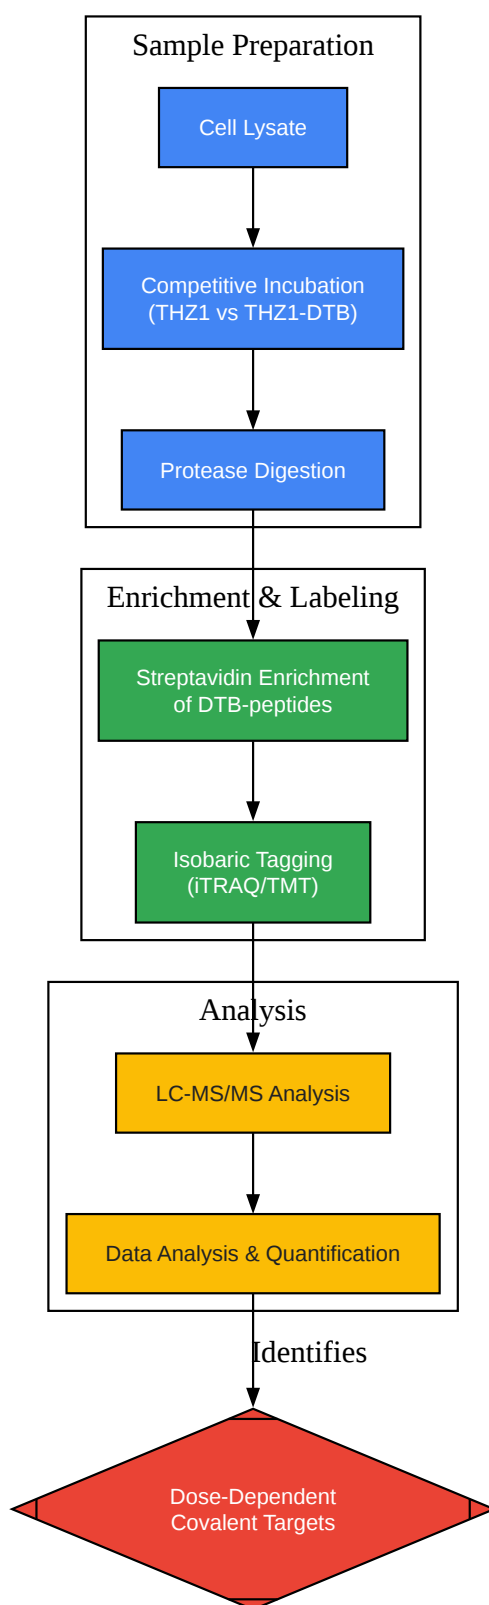 Sample Preparation
Cell Lysate
Competitive Incubation
(THZ1 vs THZ1-DTB)
Protease Digestion
Enrichment & Labeling
Streptavidin Enrichment
of DTB-peptides
Isobaric Tagging
(iTRAQ/TMT)
Analysis
LC-MS/MS Analysis
Data Analysis & Quantification
Identifies
Dose-Dependent
Covalent Targets